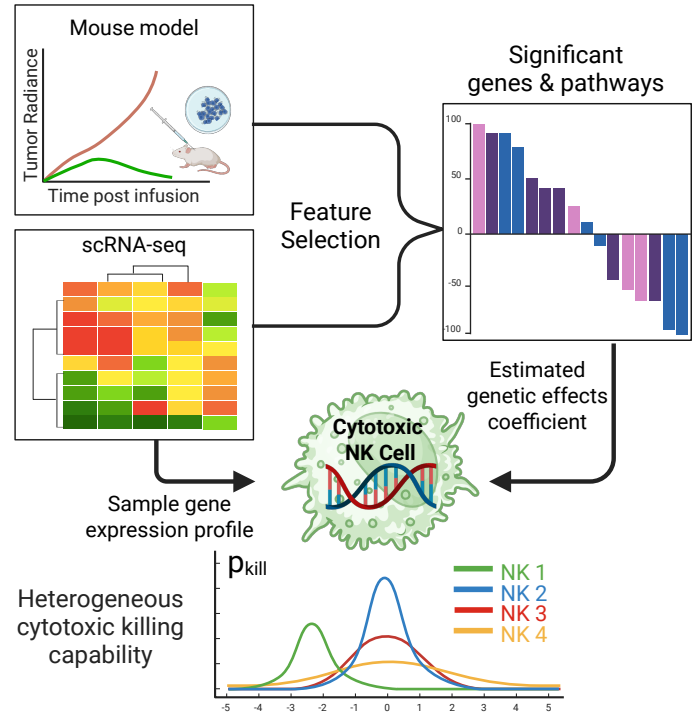 Mouse model
Tumor Radiance
Time post infusion
scRNA-seq
Feature
Selection
Significant
genes & pathways
100
50
0
-50
-100
Estimated
genetic effects
coefficient
Cytotoxic
NK Cell
Sample gene
expression profile
Heterogeneous
cytotoxic killing
capability
pkill
NK 1
NK 2
NK 3
NK 4
-5 -4 -3 -2 -1 0 1 2 3 4 5